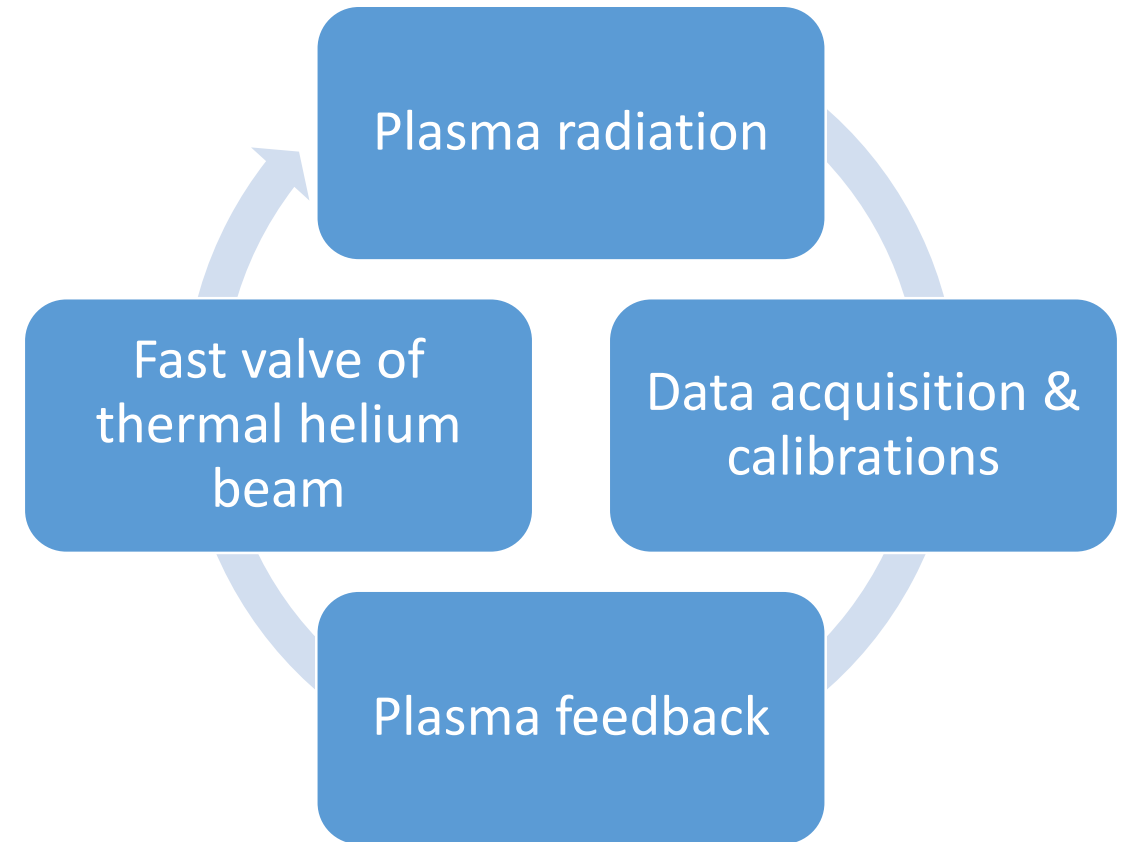 Plasma radiation
Data acquisition &
calibrations
Plasma feedback
Fast valve of
thermal helium
beam